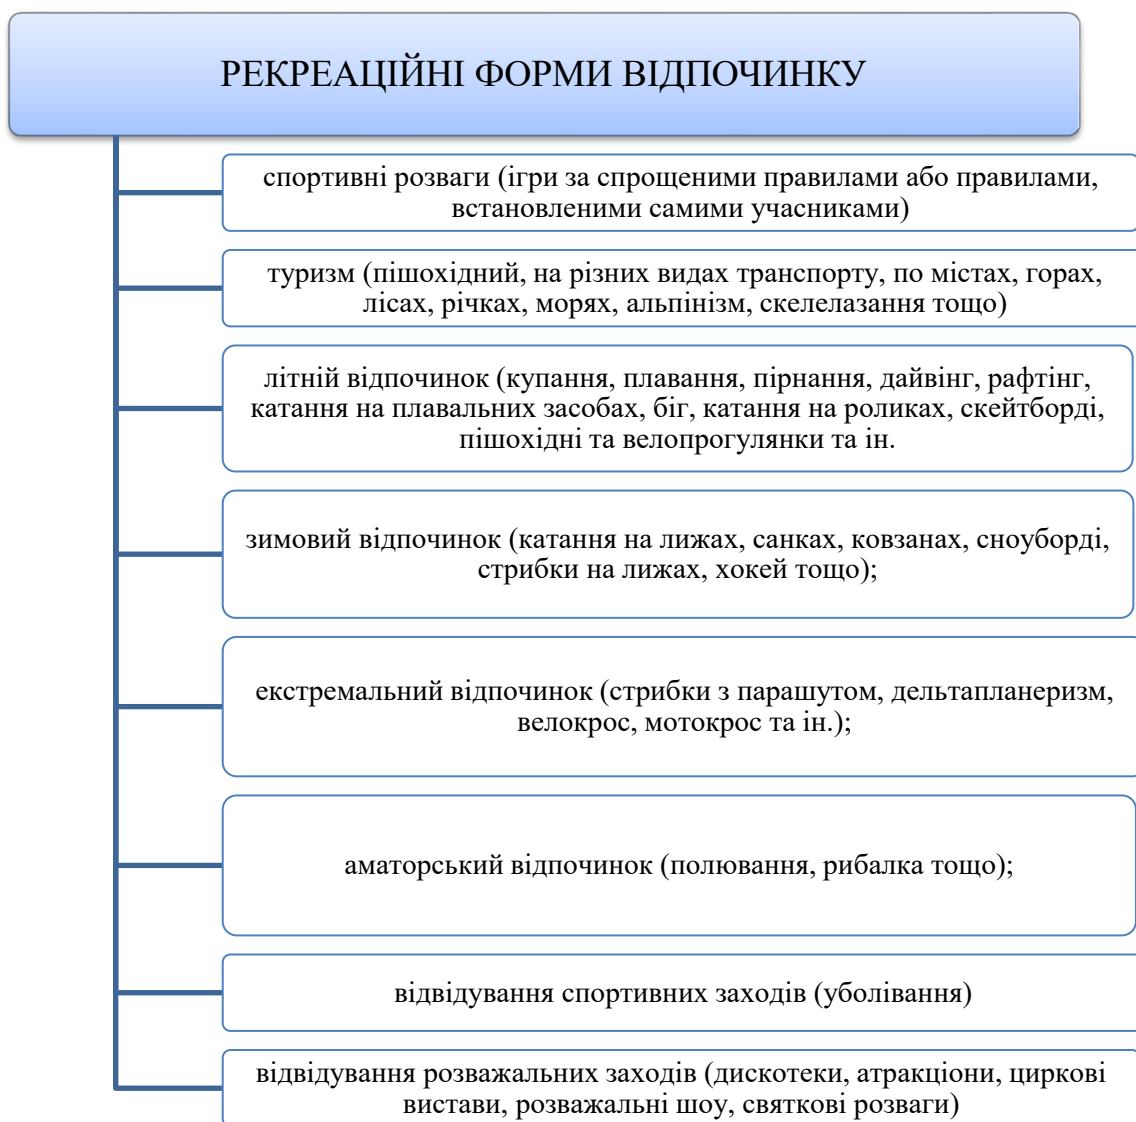 РЕКРЕАЦІЙНІ ФОРМИ ВІДПОЧИНКУ
спортивні розваги (ігри за спрощеними правилами або правилами,
встановленими самими учасниками)
туризм (пішохідний, на різних видах транспорту, по містах, горах,
лісах, річках, морях, альпінізм, скелелазання тощо)
літній відпочинок (купання, плавання, пірнання, дайвінг, рафтінг,
катання на плавальних засобах, біг, катання на роликах, скейтборді,
пішохідні та велопрогулянки та ін.
зимовий відпочинок (катання на лижах, санках, ковзанах, сноуборді,
стрибки на лижах, хокей тощо);
екстремальний відпочинок (стрибки з парашутом, дельтапланеризм,
велокрос, мотокрос та ін.);
аматорський відпочинок (полювання, рибалка тощо);
відвідування спортивних заходів (уболівання)
відвідування розважальних заходів (дискотеки, атракціони, циркові
вистави, розважальні шоу, святкові розваги)